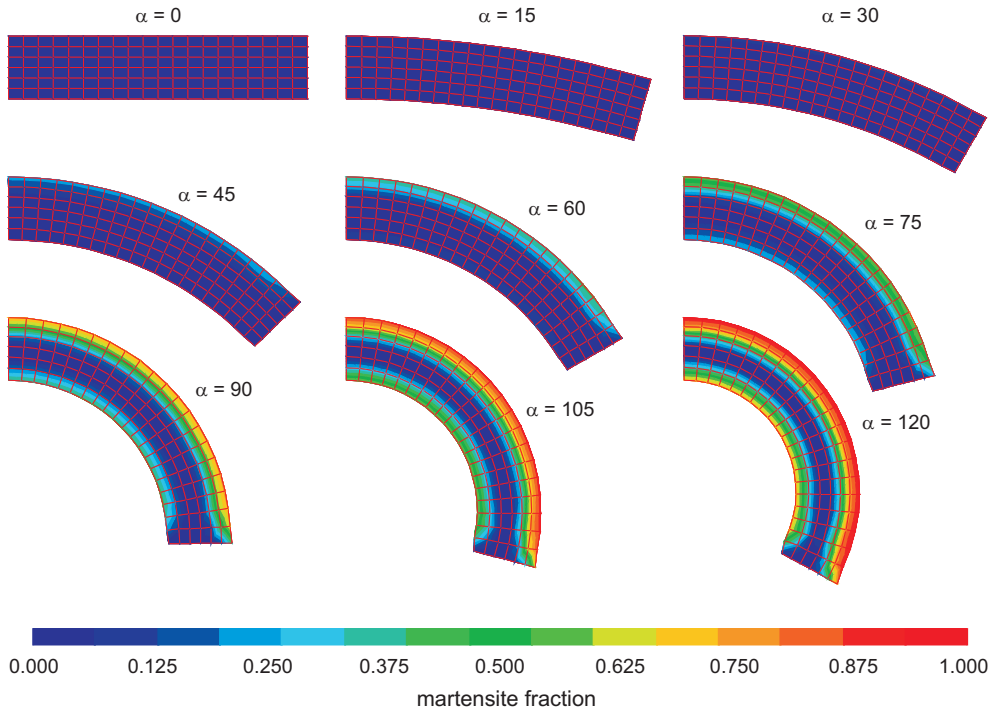 α = 0
α = 15
α = 30
α = 45
α = 60
α = 75
α = 90
α = 105
α = 120
0.000 0.125 0.250 0.375 0.500 0.625 0.750 0.875 1.000
martensite fraction